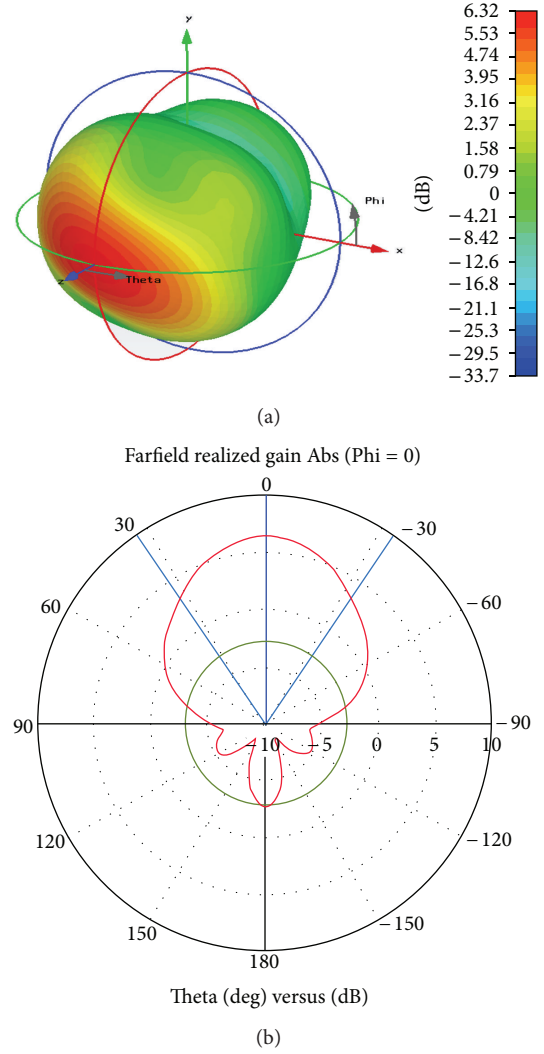 y
Phi
x
z
Theta
6.32
5.53
4.74
3.95
3.16
2.37
1.58
0.79
0
−4.21
−8.42
−12.6
−16.8
−21.1
−25.3
−29.5
−33.7
(dB)
(a)
Farfield realized gain Abs (Phi = 0)
0
30
−30
60
−60
90
−90
−10 −5 0 5 10
120
−120
150
−150
180
Theta (deg) versus (dB)
(b)